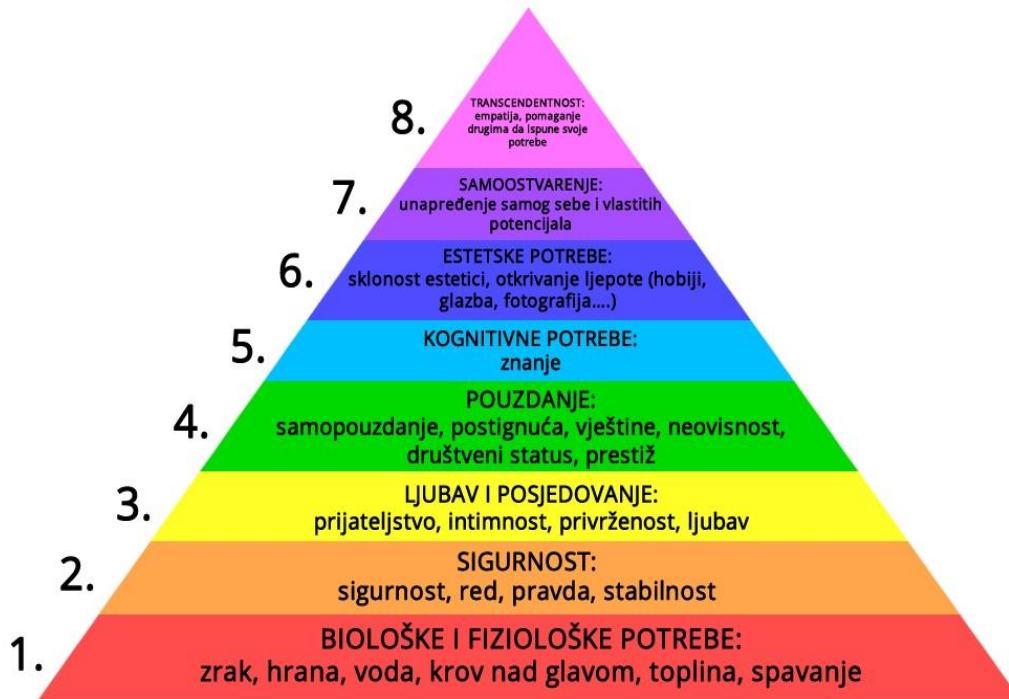 8.
TRANSCENDENTNOST:
empatija, pomaganje
drugima da ispune svoje
potrebe
7.
SAMOOSTVARENJE:
unapređenje samog sebe i vlastitih
potencijala
6.
ESTETSKE POTREBE:
sklonost estetici, otkrivanje ljepote (hobiji,
glazba, fotografija....)
5.
KOGNITIVNE POTREBE:
znanje
4.
POUZDANJE:
samopouzdanje, postignuća, vještine, neovisnost,
društveni status, prestiž
3.
LJUBAV I POSJEDOVANJE:
prijateljstvo, intimnost, privrženost, ljubav
2.
SIGURNOST:
sigurnost, red, pravda, stabilnost
1.
BIOLOŠKE I FIZIOLOŠKE POTREBE:
zrak, hrana, voda, krov nad glavom, toplina, spavanje